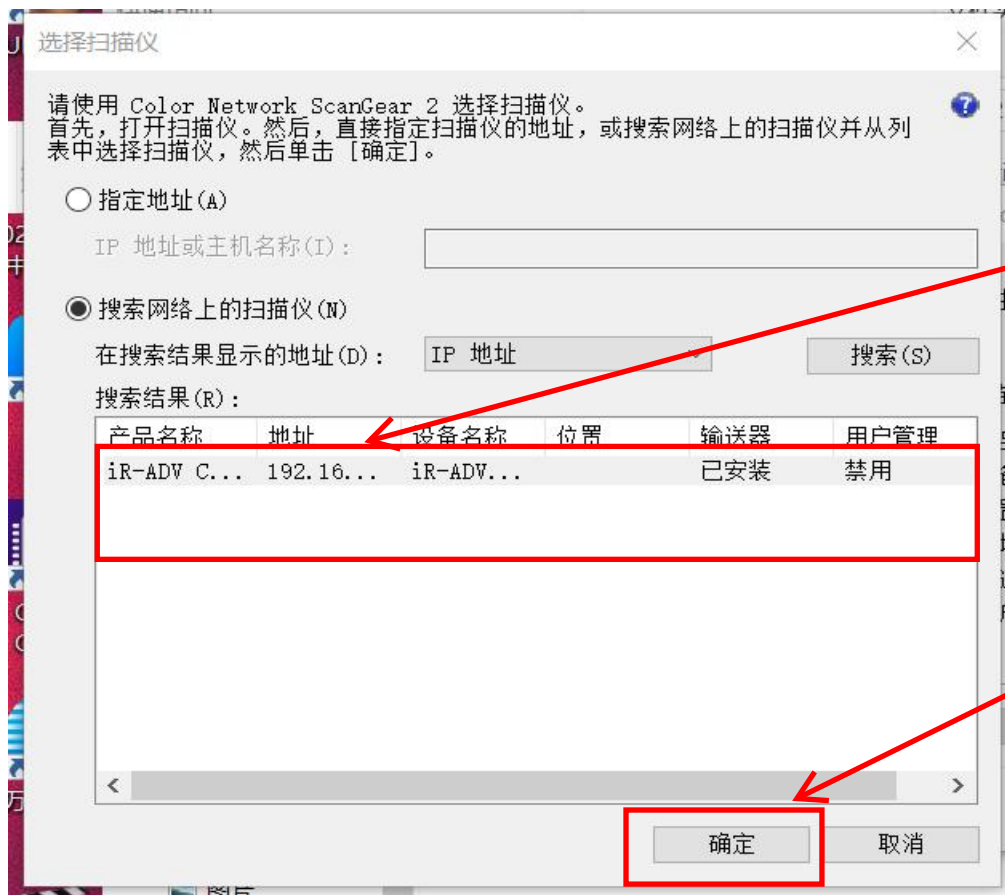 选择扫描仪
请使用 Color Network ScanGear 2 选择扫描仪。
首先，打开扫描仪。然后，直接指定扫描仪的地址，或搜索网络上的扫描仪并从列
表中选择扫描仪，然后单击 [确定]。
指定地址(A)
IP 地址或主机名称(I)：
搜索网络上的扫描仪(N)
在搜索结果显示的地址(D)： IP 地址 搜索(S)
搜索结果(R)：
产品名称 地址 设备名称 位置 输送器 用户管理
iR-ADV C... 192.16... iR-ADV... 已安装 禁用
确定 取消
图片